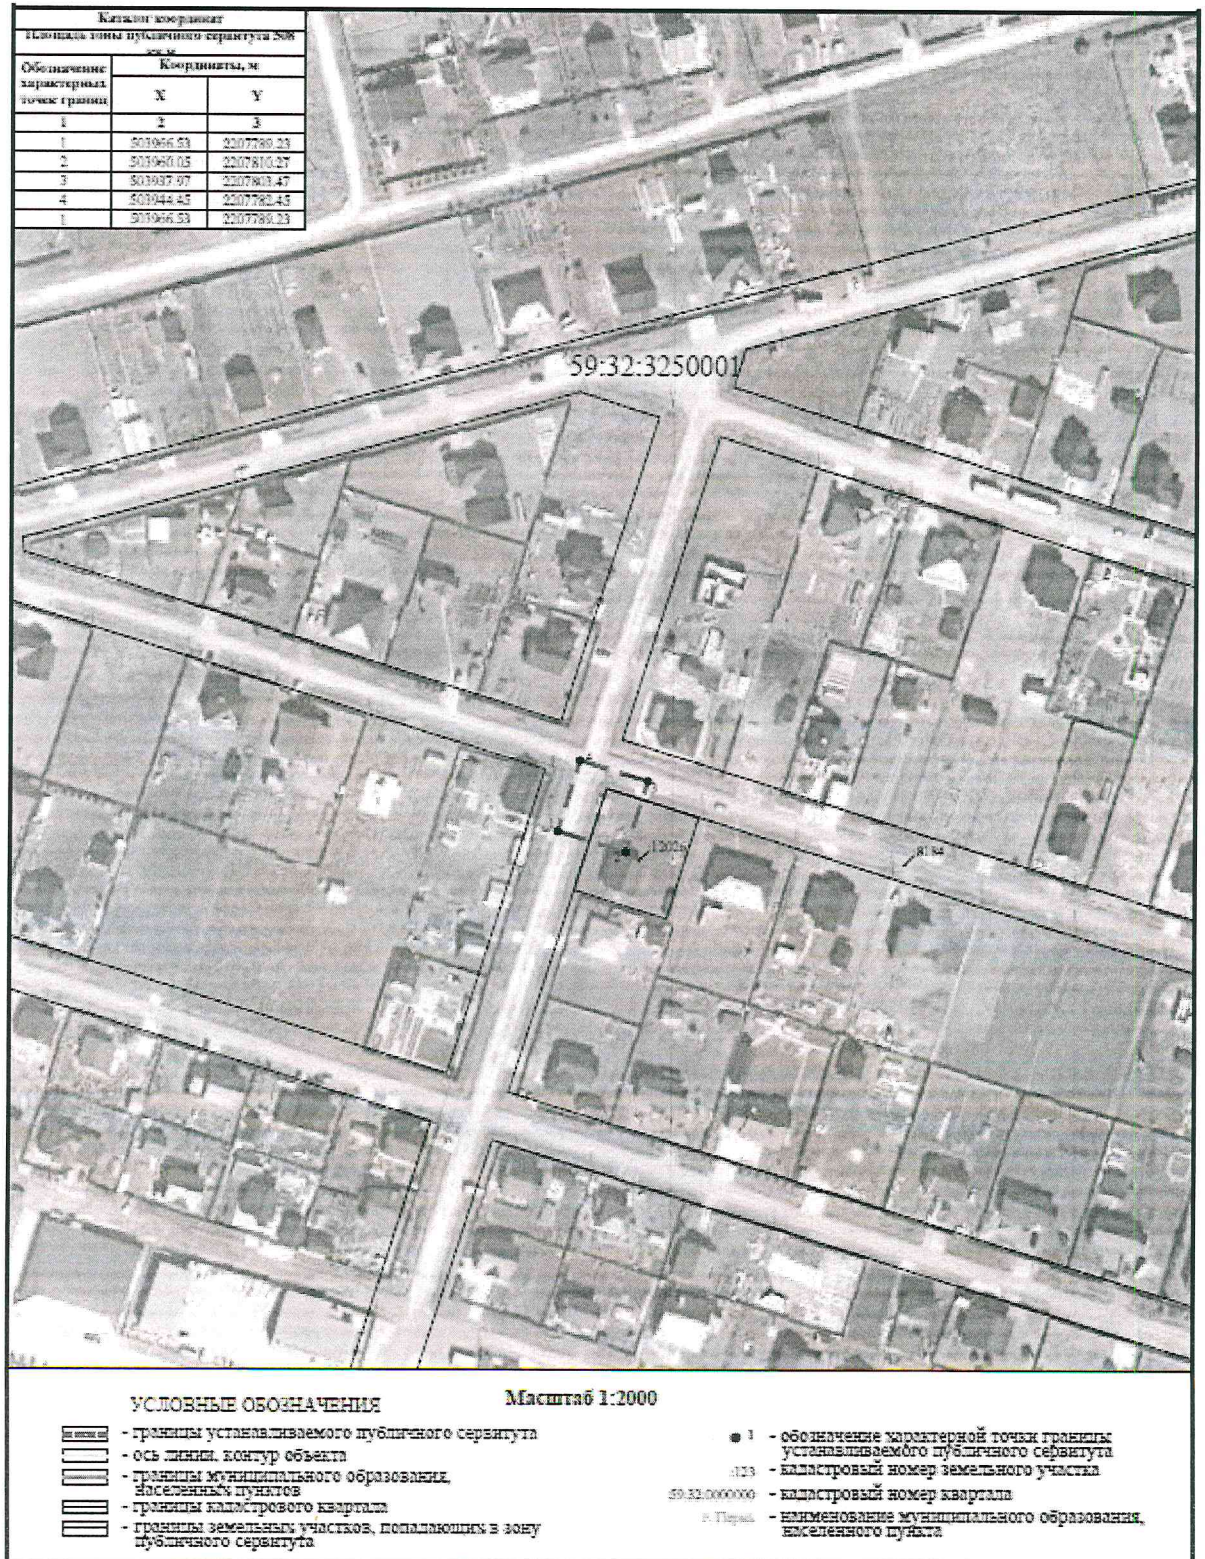 Каталог координат
Площадь зоны публичного сервитута 508
кв.м
Обозначение
характерных
точек границ
Координаты, м
X Y
1 2 3
1 503966.53 2207789.23
2 503960.05 2207810.27
3 503937.97 2207803.47
4 503944.45 2207782.43
1 503966.53 2207789.23
59:32:3250001
УСЛОВНЫЕ ОБОЗНАЧЕНИЯ
Масштаб 1:2000
- границы устанавливаемого публичного сервитута
- ось линии, контур объекта
- границы муниципального образования,
населенных пунктов
- границы кадастрового квартала
- границы земельных участков, попадающих в зону
публичного сервитута
1 - обозначение характерной точки границы
устанавливаемого публичного сервитута
:123 - кадастровый номер земельного участка
59:32:0000000 - кадастровый номер квартала
г. Пермь - наименование муниципального образования,
населенного пункта